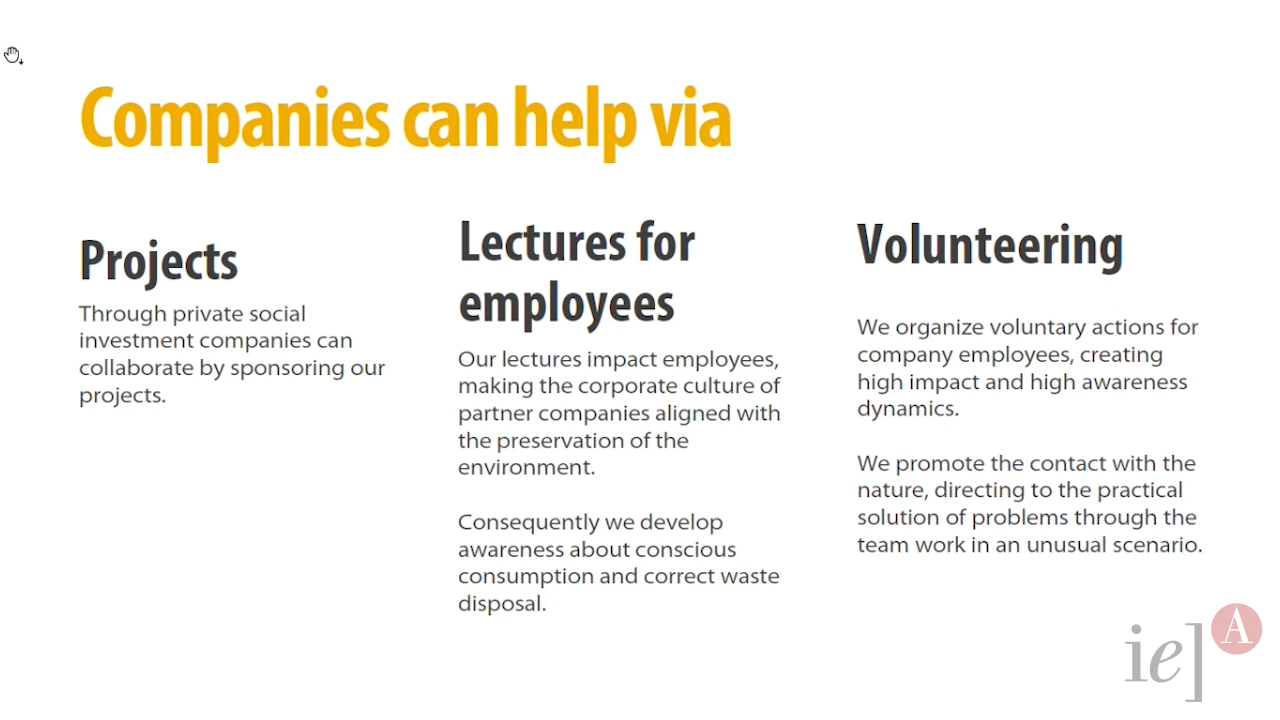 Companies can help via
Projects
Through private social
investment companies can
collaborate by sponsoring our
projects.
Lectures for
employees
Our lectures impact employees,
making the corporate culture of
partner companies aligned with
the preservation of the
environment.
Consequently we develop
awareness about conscious
consumption and correct waste
disposal.
Volunteering
We organize voluntary actions for
company employees, creating
high impact and high awareness
dynamics.
We promote the contact with the
nature, directing to the practical
solution of problems through the
team work in an unusual scenario.
ie]
A